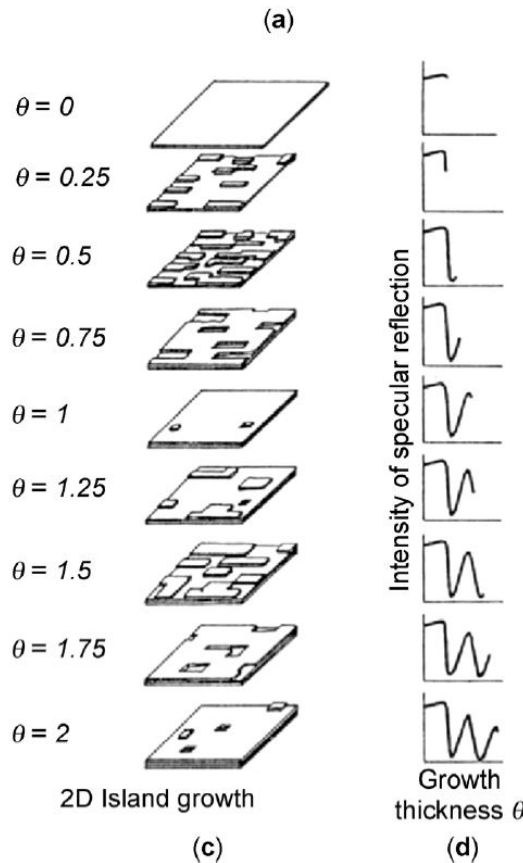 (a)
θ = 0
θ = 0.25
θ = 0.5
θ = 0.75
θ = 1
θ = 1.25
θ = 1.5
θ = 1.75
θ = 2
Intensity of specular reflection
2D Island growth
Growth
thickness θ
(c)
(d)